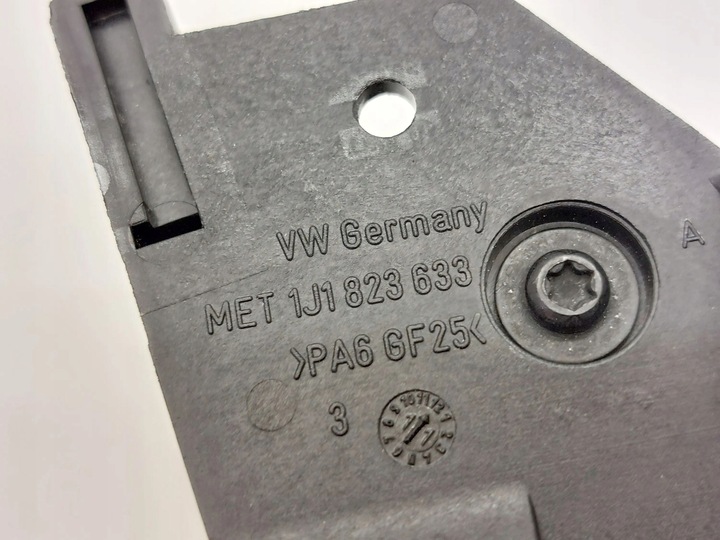 VW Germany
A
MET 1J1 823 633
>PA6 GF25<
3